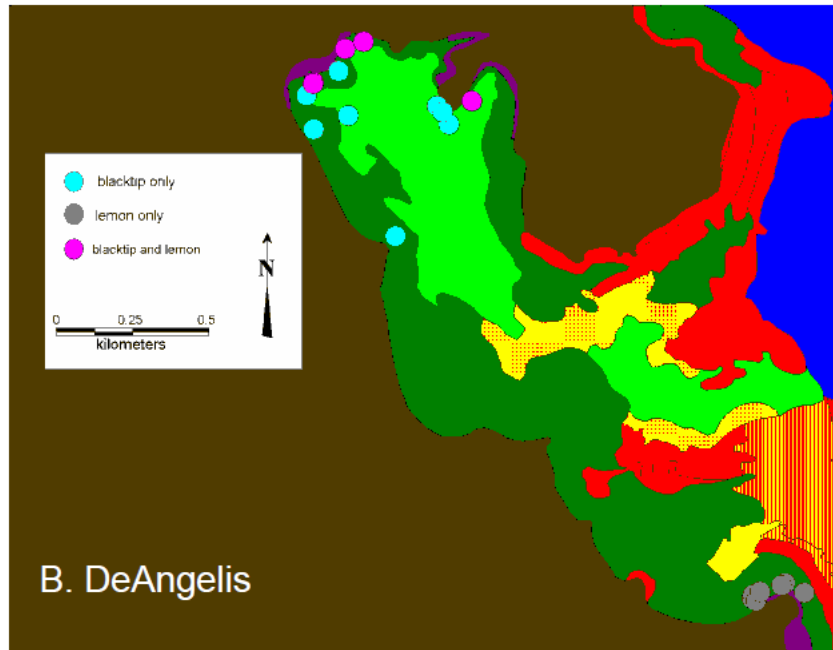 blacktip only
lemon only
blacktip and lemon
N
0 0.25 0.5
kilometers
B. DeAngelis